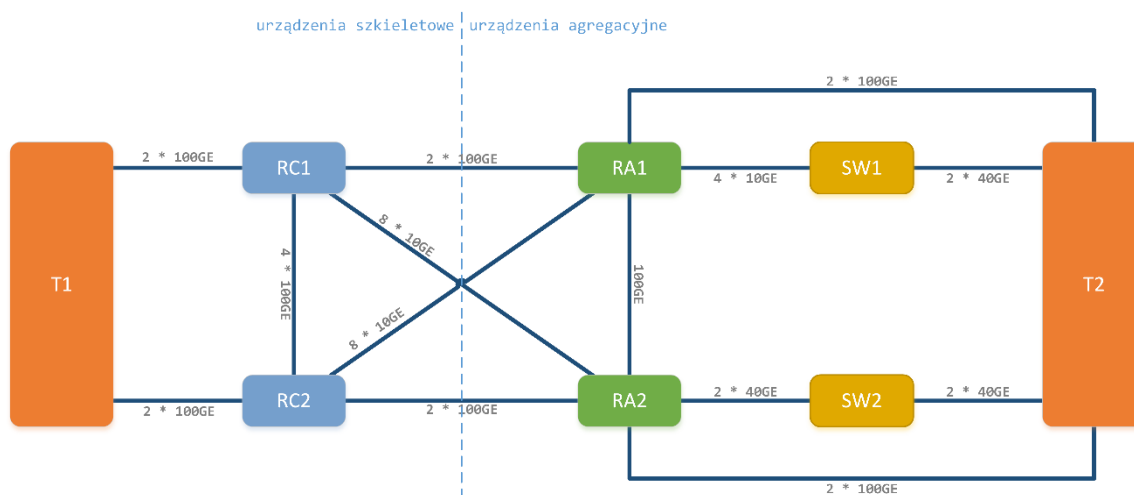 urządzenia szkieletowe
urządzenia agregacyjne
2 * 100GE
2 * 100GE
RC1
2 * 100GE
RA1
4 * 10GE
SW1
2 * 40GE
8 * 10GE
4 * 100GE
100GE
T1
T2
8 * 10GE
2 * 100GE
RC2
2 * 100GE
RA2
2 * 40GE
SW2
2 * 40GE
2 * 100GE